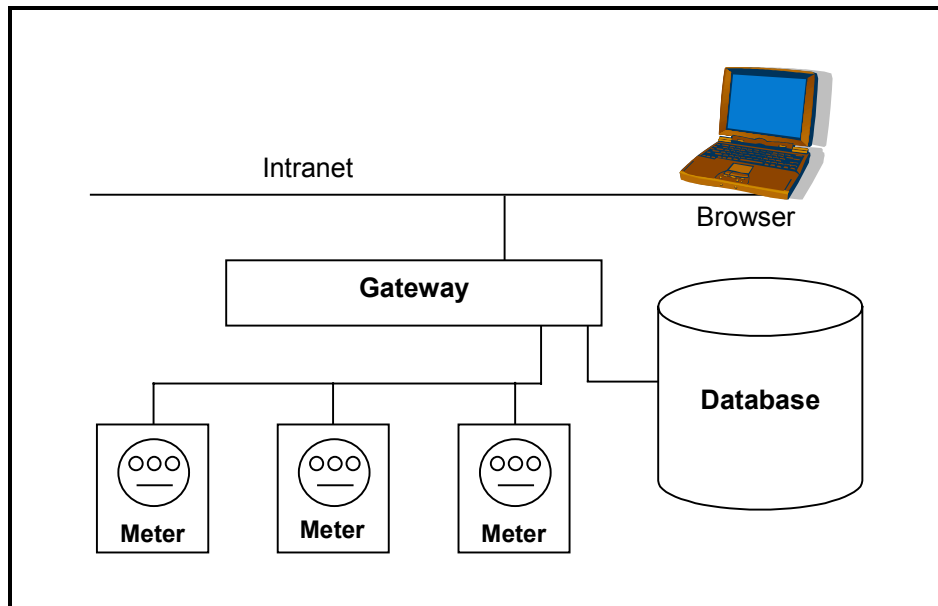 Intranet
Browser
Gateway
Database
Meter
Meter
Meter